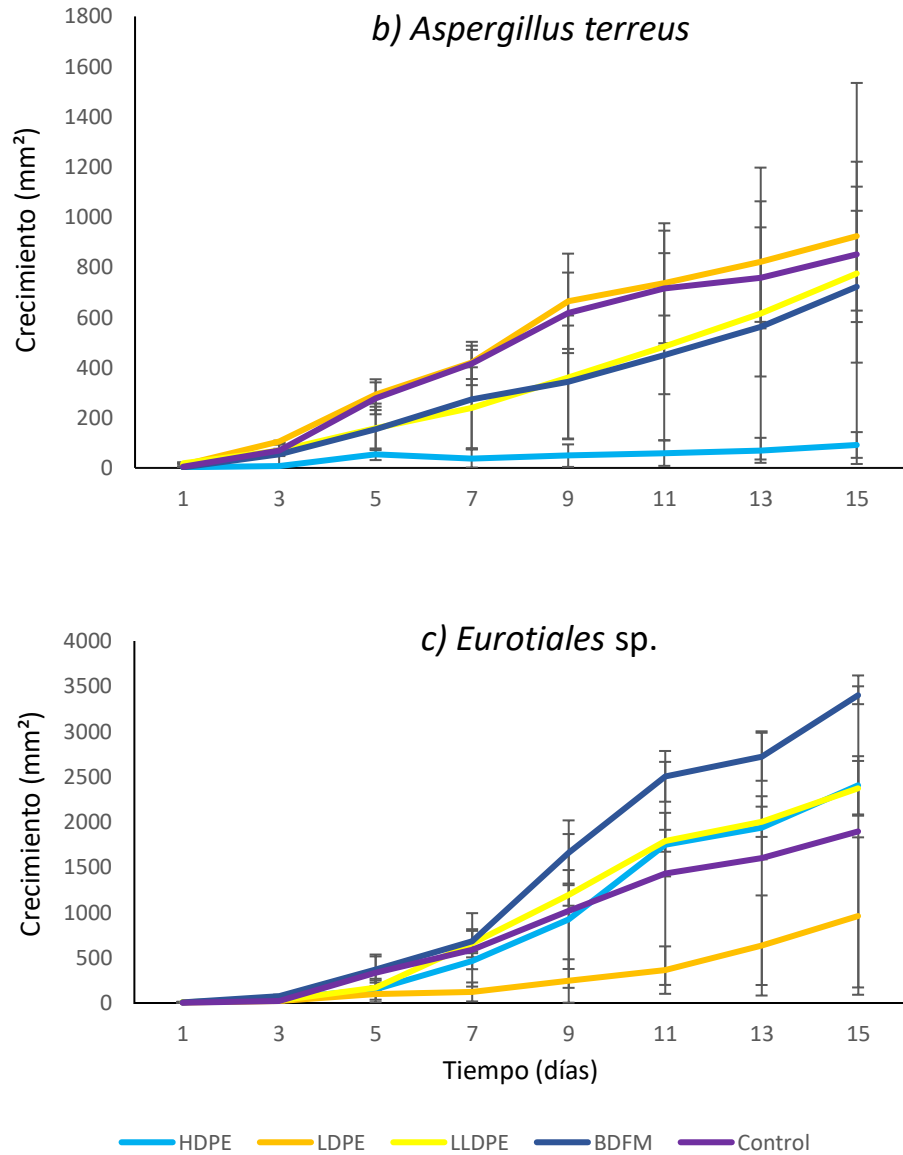 b) Aspergillus terreus
Crecimiento (mm²)
1800
1600
1400
1200
1000
800
600
400
200
0
1 3 5 7 9 11 13 15
c) Eurotiales sp.
Crecimiento (mm²)
4000
3500
3000
2500
2000
1500
1000
500
0
1 3 5 7 9 11 13 15
Tiempo (días)
HDPE LDPE LLDPE BDFM Control